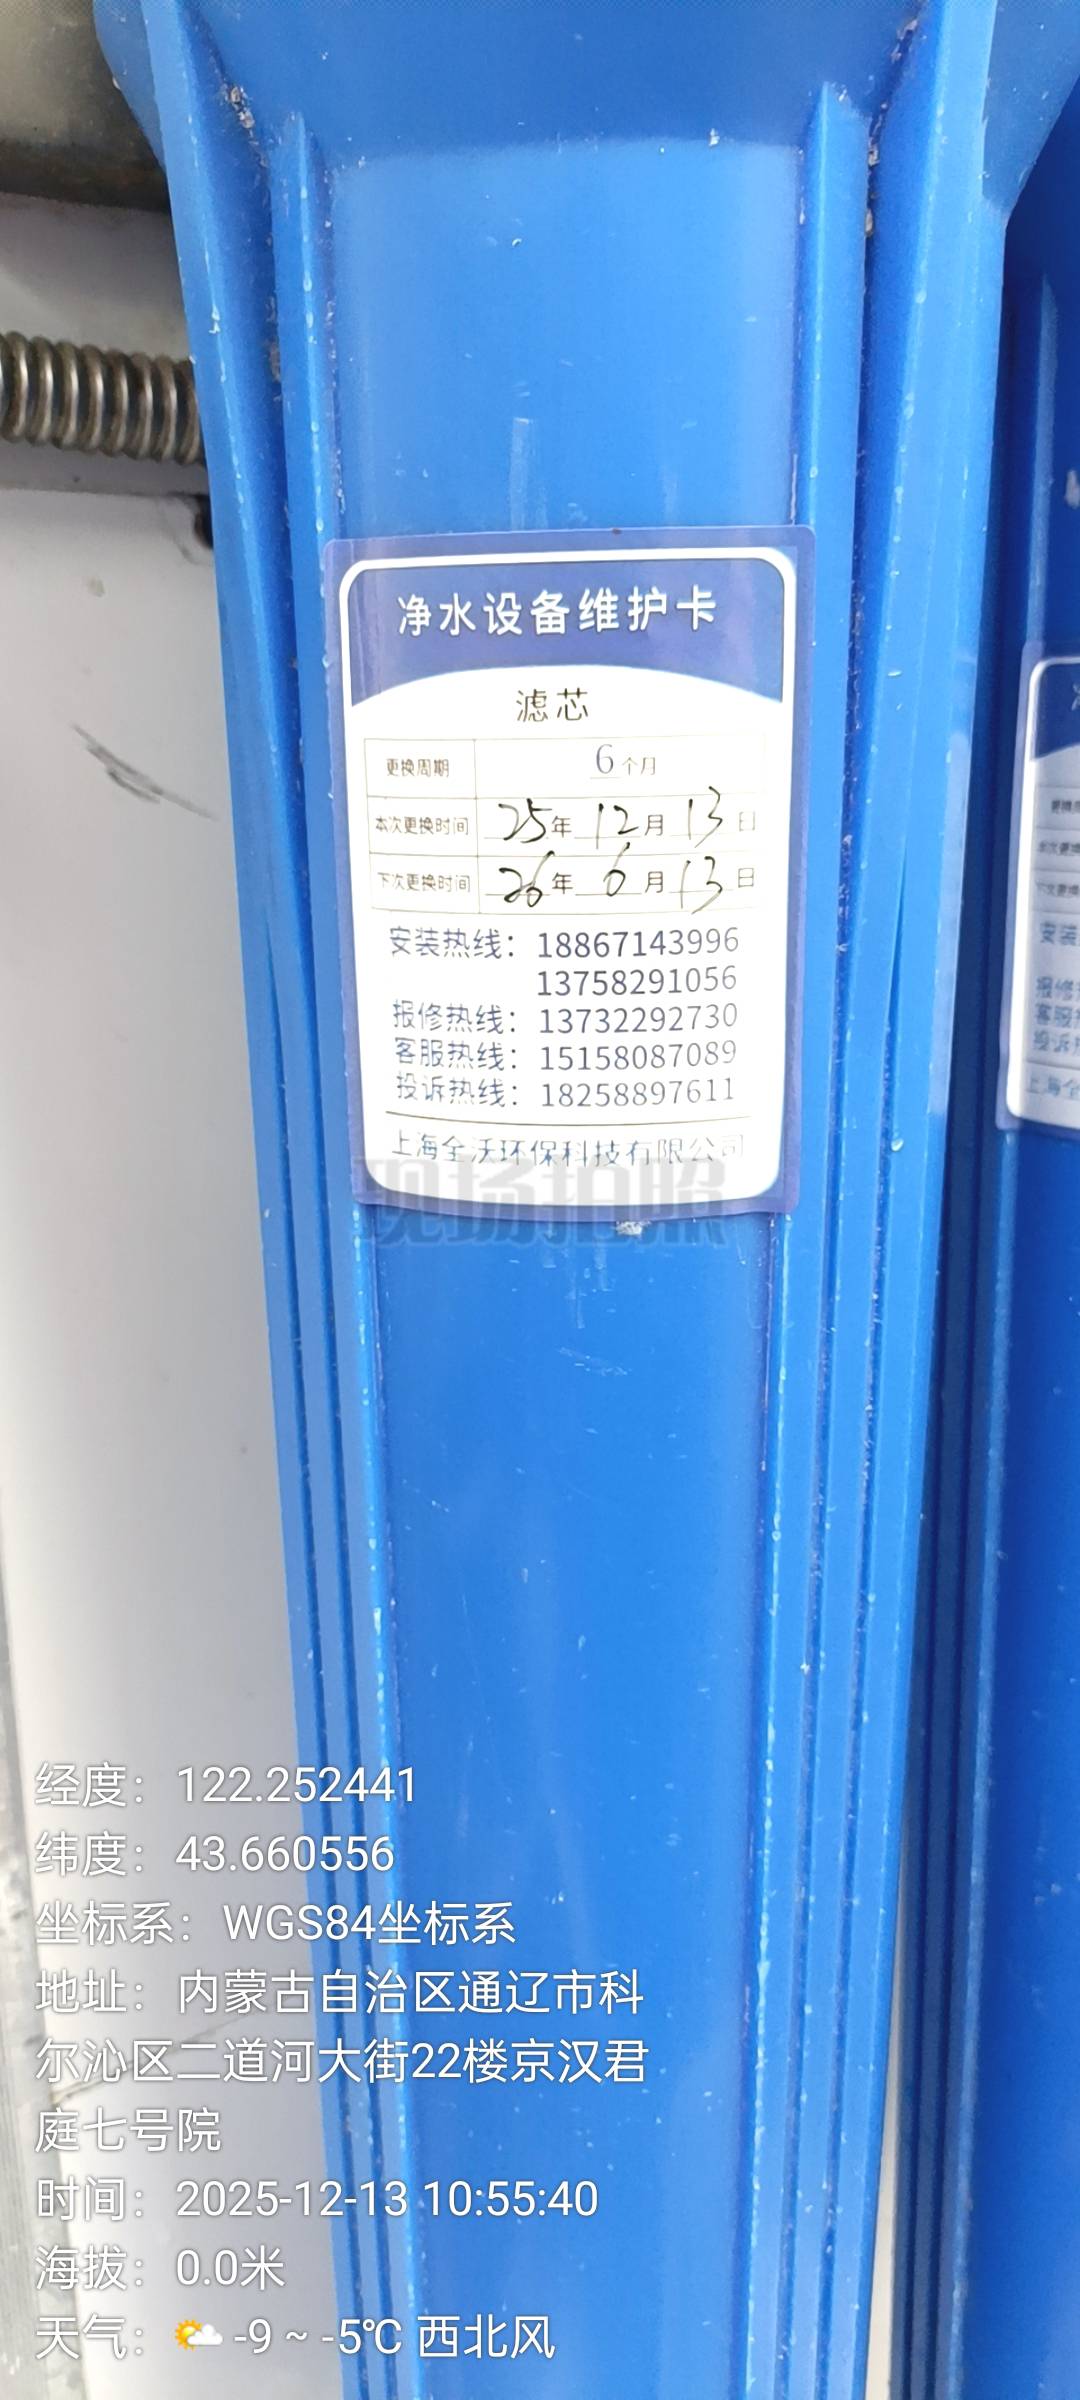 净水设备维护卡
滤芯
更换周期 6个月
本次更换时间 25年12月13日
下次更换时间 26年6月13日
安装热线：18867143996
13758291056
报修热线：13732292730
客服热线：15158087089
投诉热线：18258897611
上海全沃环保科技有限公司
现场拍照
安装
上海全
经度：122.252441
纬度：43.660556
坐标系：WGS84坐标系
地址：内蒙古自治区通辽市科
尔沁区二道河大街22楼京汉君
庭七号院
时间：2025-12-13 10:55:40
海拔：0.0米
天气：-9 ~ -5℃ 西北风